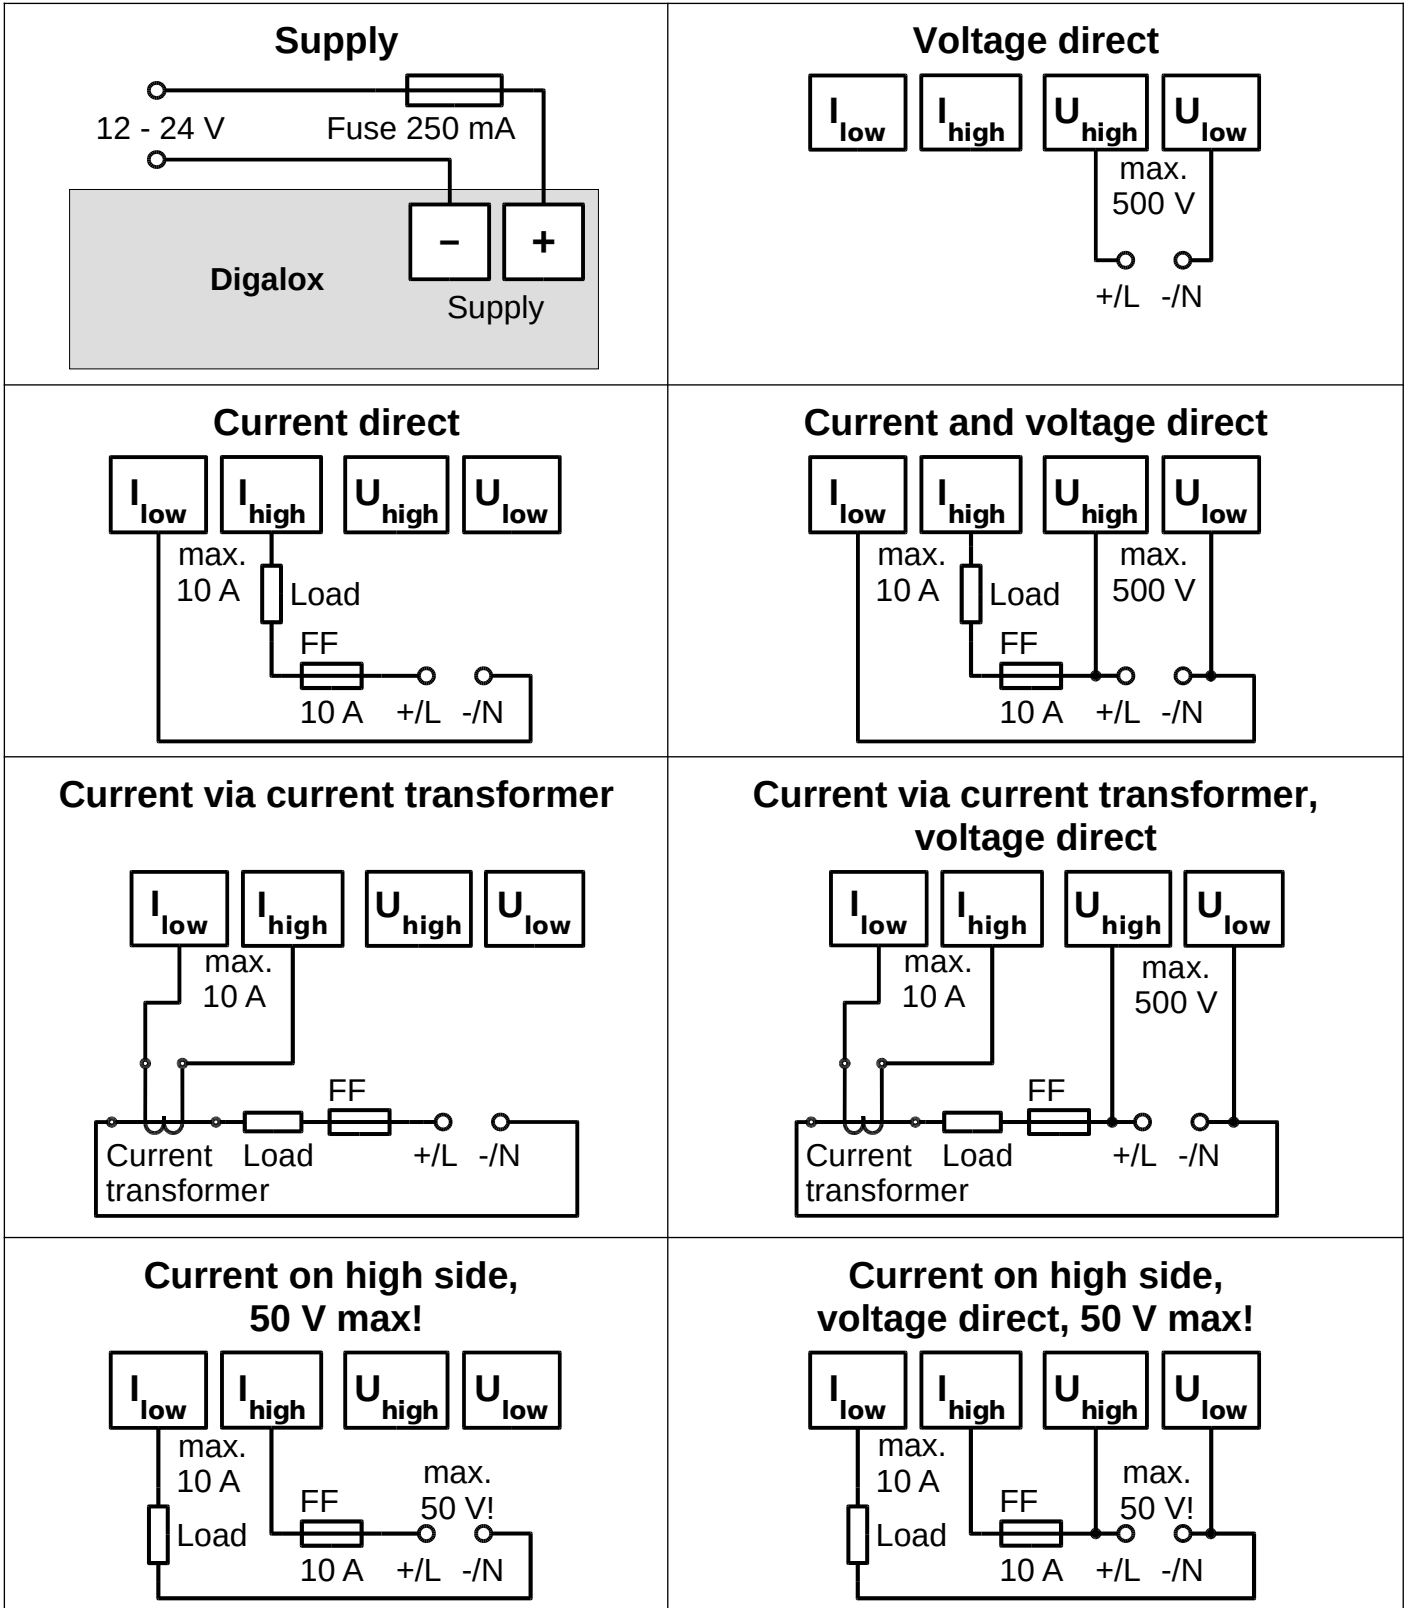 Supply
12 - 24 V
Fuse 250 mA
− +
Digalox
Supply
Voltage direct
I low I high U high U low
max.
500 V
+/L -/N
Current direct
I low I high U high U low
max.
10 A
Load
FF
10 A +/L -/N
Current and voltage direct
I low I high U high U low
max. max.
10 A Load 500 V
FF
10 A +/L -/N
Current via current transformer
I low I high U high U low
max.
10 A
FF
Current Load +/L -/N
transformer
Current via current transformer,
voltage direct
I low I high U high U low
max. max.
10 A 500 V
FF
Current Load +/L -/N
transformer
Current on high side,
50 V max!
I low I high U high U low
max.
10 A
max.
FF 50 V!
Load
10 A +/L -/N
Current on high side,
voltage direct, 50 V max!
I low I high U high U low
max.
10 A
max.
FF 50 V!
Load
10 A +/L -/N